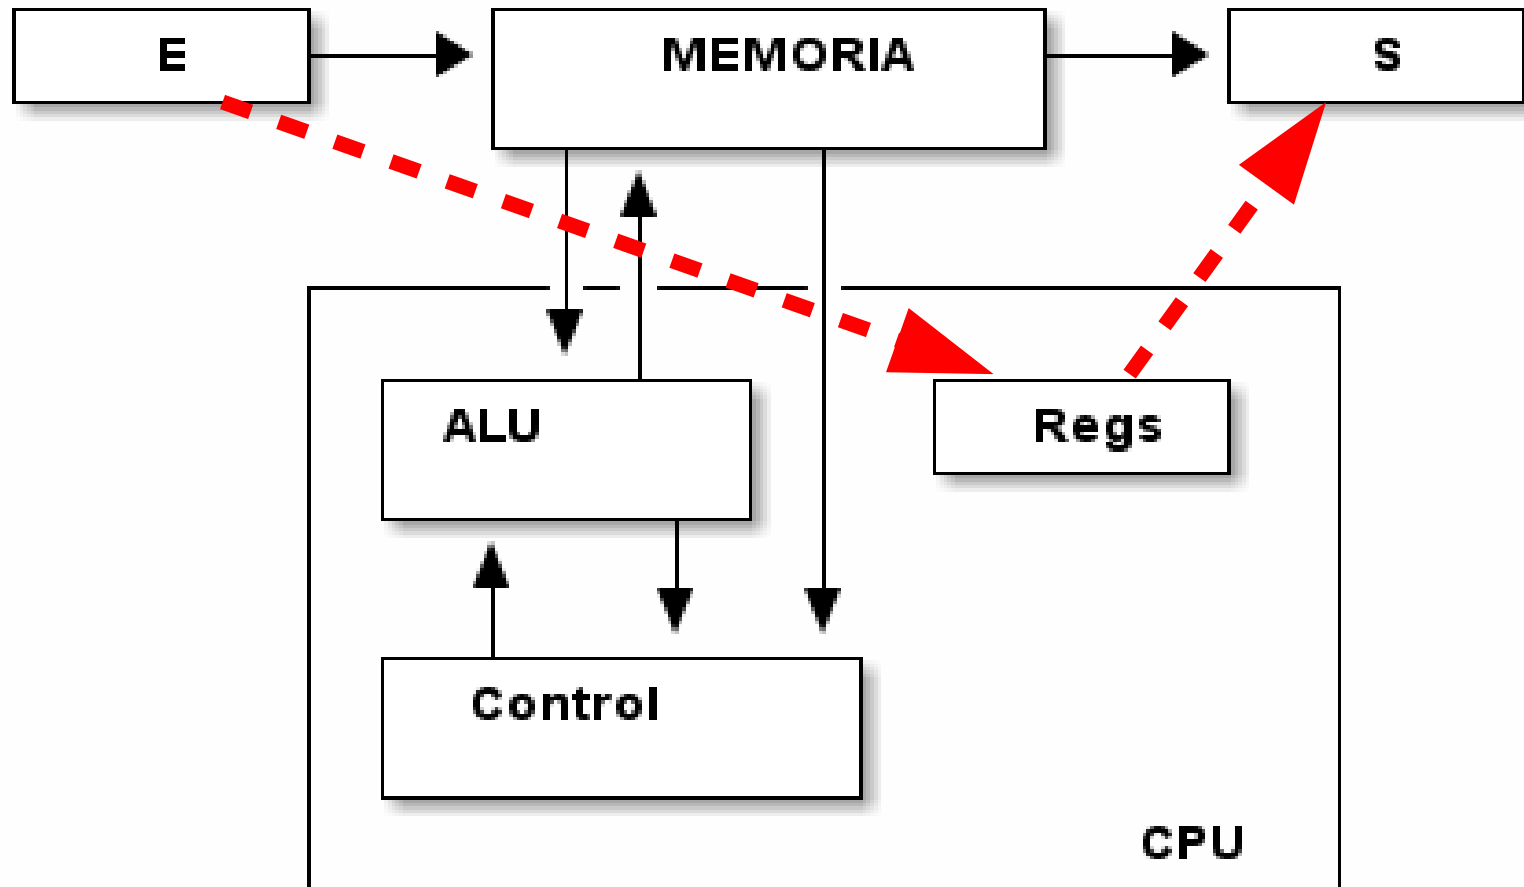 E
MEMORIA
S
ALU
Regs
Control
CPU